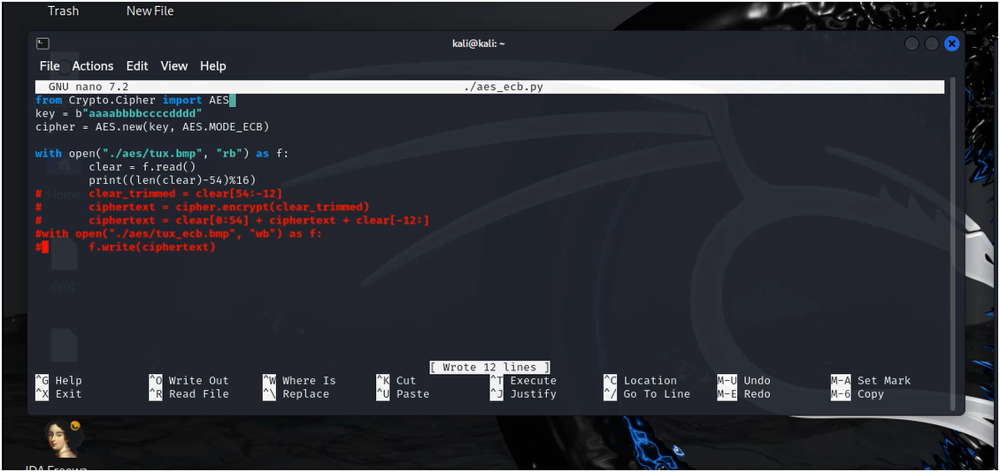 Trash New File
kali@kali: ~
File Actions Edit View Help
GNU nano 7.2 ./aes_ecb.py
from Crypto.Cipher import AES
key = b"aaaabbbbccccdddd"
cipher = AES.new(key, AES.MODE_ECB)
with open("./aes/tux.bmp", "rb") as f:
        clear = f.read()
        print((len(clear)-54)%16)
#       clear_trimmed = clear[54:-12]
#       ciphertext = cipher.encrypt(clear_trimmed)
#       ciphertext = clear[0:54] + ciphertext + clear[-12:]
#with open("./aes/tux_ecb.bmp", "wb") as f:
#       f.write(ciphertext)
Home
[ Wrote 12 lines ]
^G Help ^O Write Out ^W Where Is ^K Cut ^T Execute ^C Location M-U Undo M-A Set Mark
^X Exit ^R Read File ^\ Replace ^U Paste ^J Justify ^/ Go To Line M-E Redo M-6 Copy